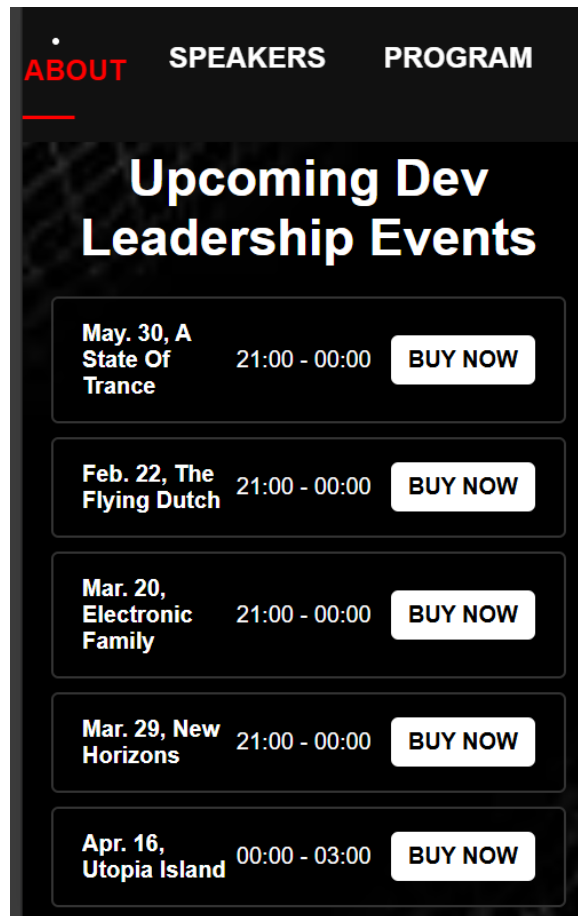 ABOUT SPEAKERS PROGRAM
Upcoming Dev
Leadership Events
May. 30, A
State Of
Trance
21:00 - 00:00
BUY NOW
Feb. 22, The
Flying Dutch
21:00 - 00:00
BUY NOW
Mar. 20,
Electronic
Family
21:00 - 00:00
BUY NOW
Mar. 29, New
Horizons
21:00 - 00:00
BUY NOW
Apr. 16,
Utopia Island
00:00 - 03:00
BUY NOW